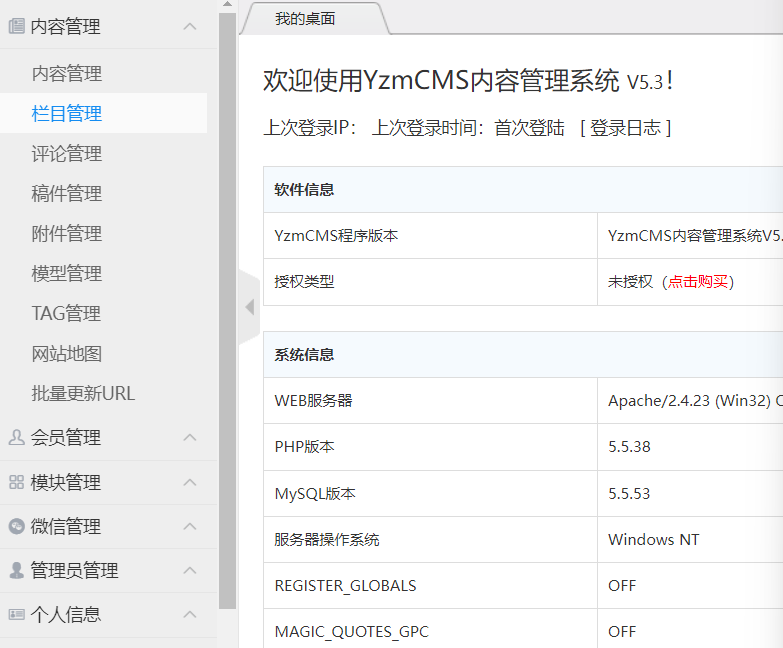 内容管理
内容管理
栏目管理
评论管理
稿件管理
附件管理
模型管理
TAG管理
网站地图
批量更新URL
会员管理
模块管理
微信管理
管理员管理
个人信息
我的桌面
欢迎使用YzmCMS内容管理系统 V5.3!
上次登录IP: 上次登录时间: 首次登陆 [ 登录日志 ]
软件信息
YzmCMS程序版本 YzmCMS内容管理系统V5.
授权类型 未授权 (点击购买)
系统信息
WEB服务器 Apache/2.4.23 (Win32) O
PHP版本 5.5.38
MySQL版本 5.5.53
服务器操作系统 Windows NT
REGISTER_GLOBALS OFF
MAGIC_QUOTES_GPC OFF